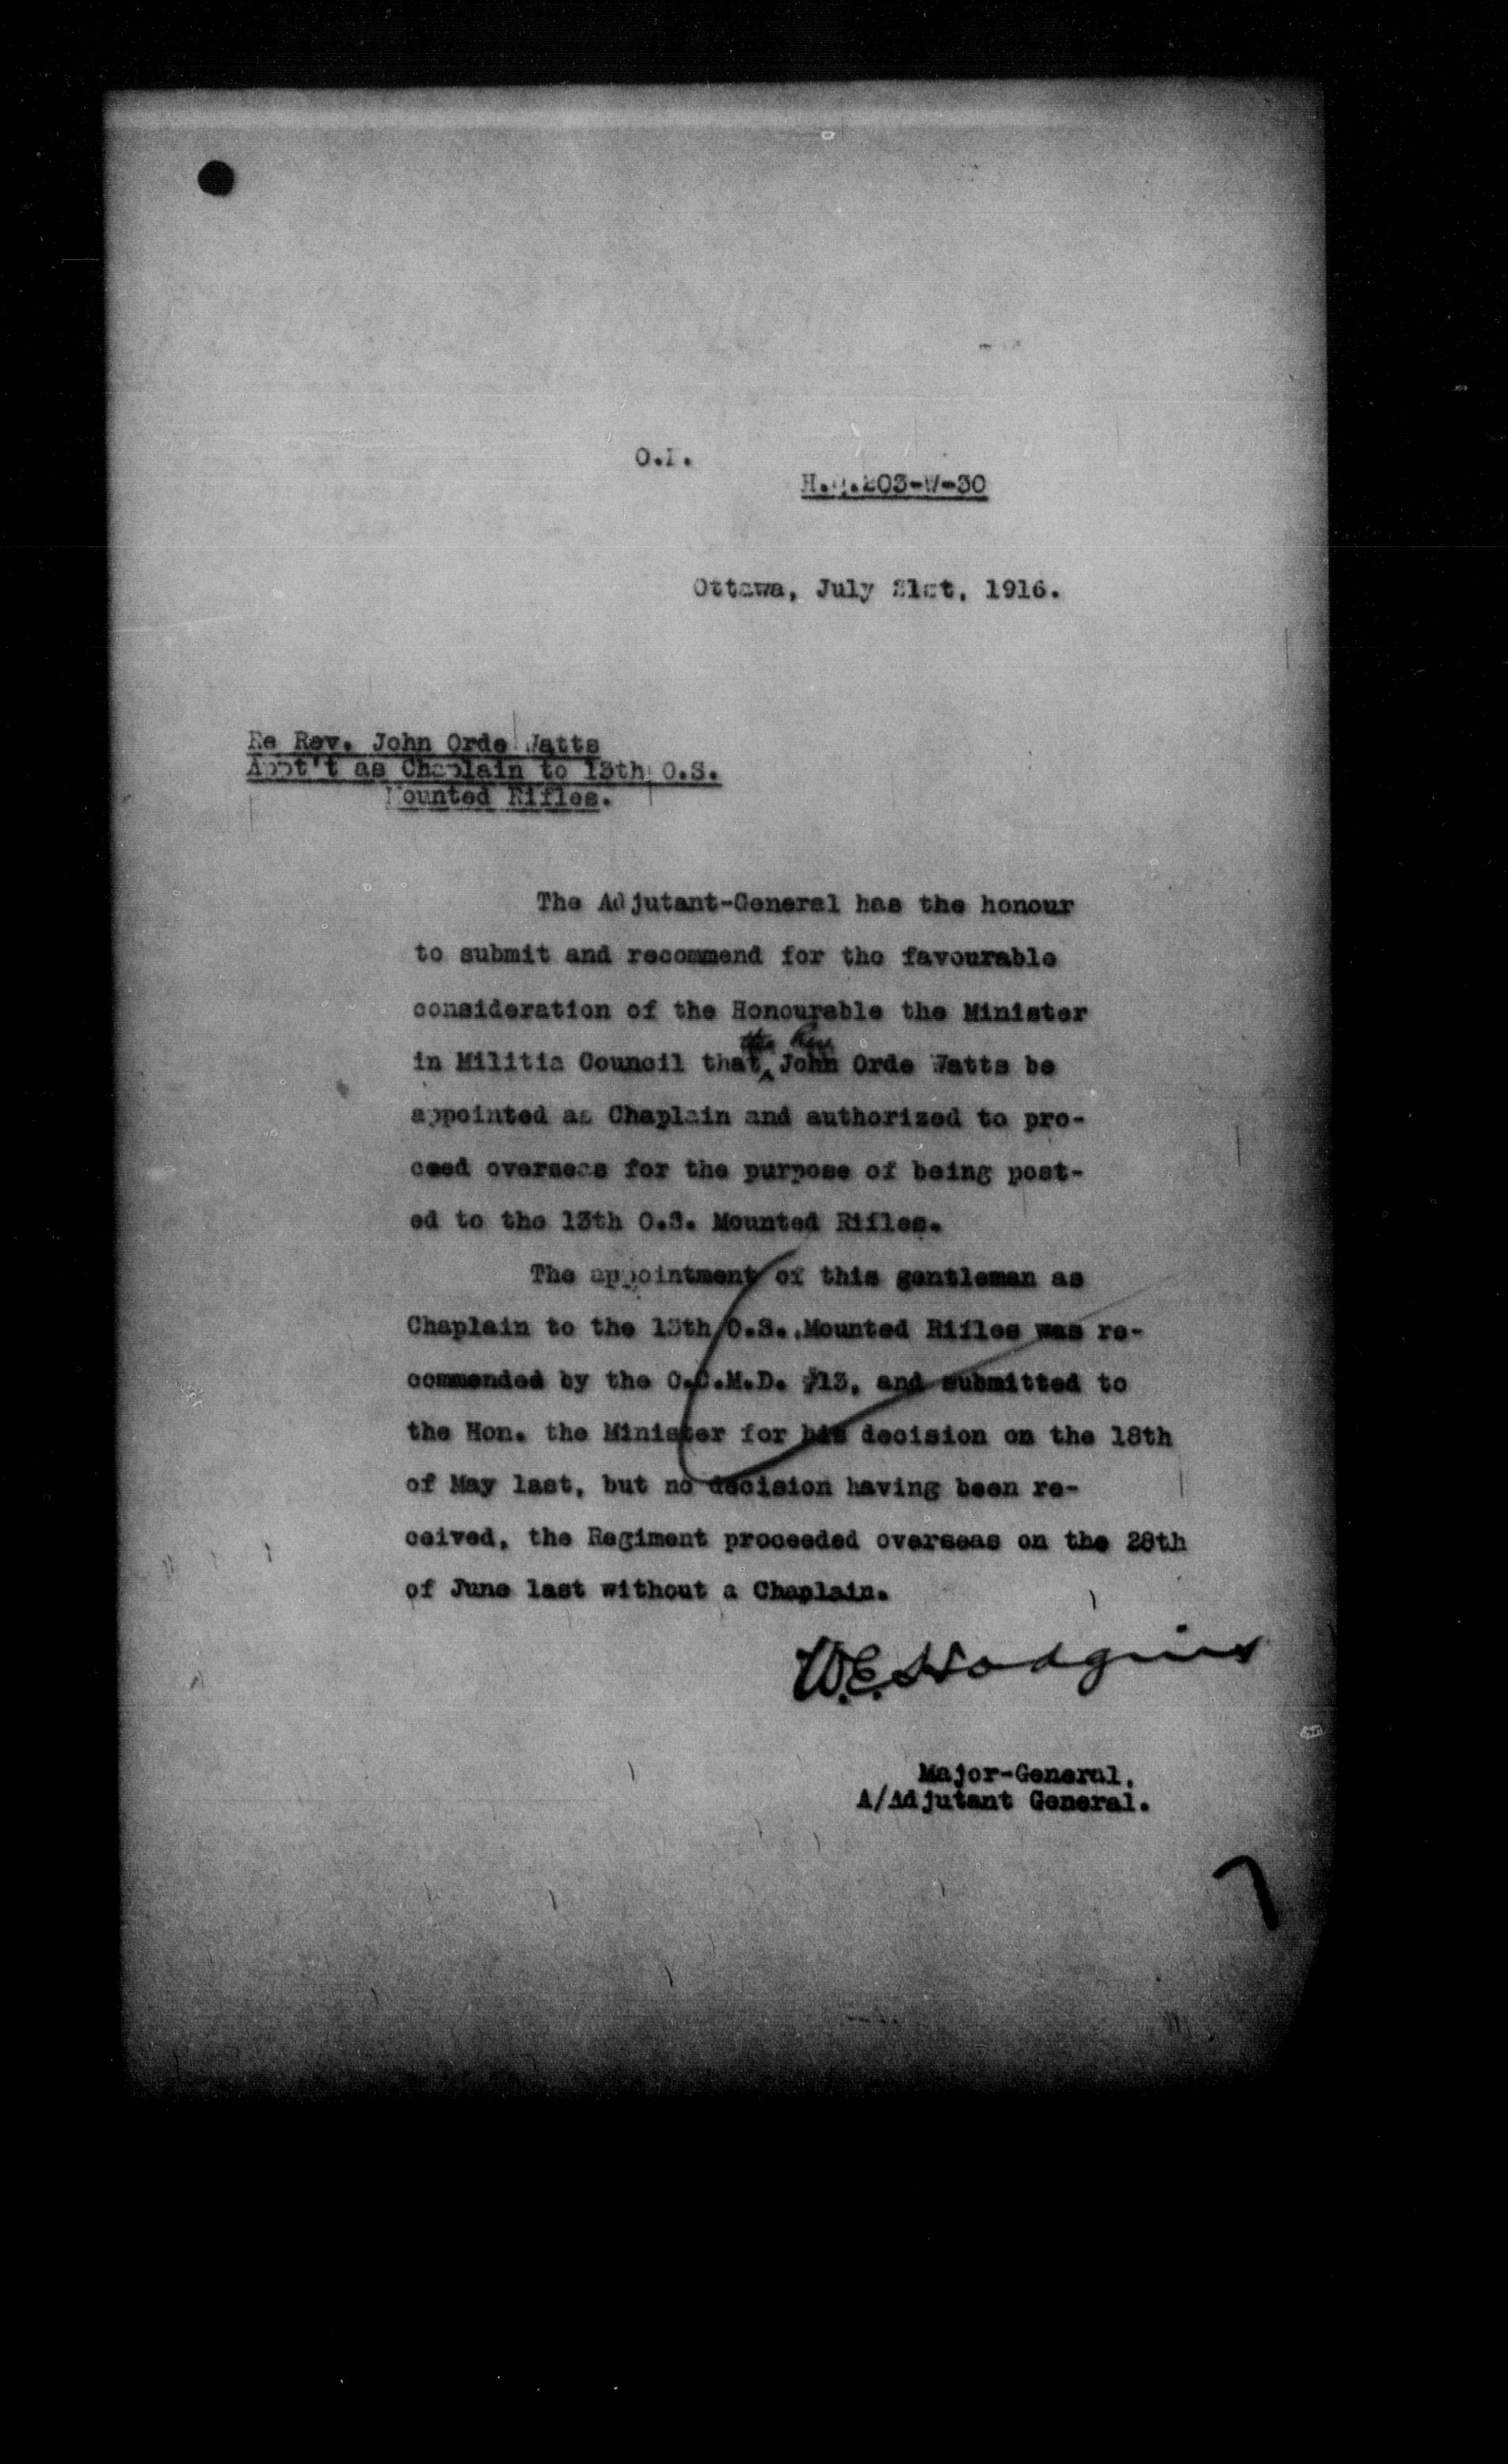 O.I.
H.Q.203-W-30
Ottawa, July 21st, 1916.
Re Rev. John Orde Watts
Appt't as Chaplain to 13th O.S.
Mounted Rifles.
The Adjutant-General has the honour
to submit and recommend for the favourable
consideration of the Honourable the Minister
the Rev
in Militia Council that John Orde Watts be
appointed as Chaplain and authorized to pro-
ceed overseas for the purpose of being post-
ed to the 13th O.S. Mounted Rifles.
The appointment of this gentleman as
Chaplain to the 13th O.S. Mounted Rifles was re-
commended by the O.C.M.D. #13, and submitted to
the Hon. the Minister for his decision on the 18th
of May last, but no decision having been re-
ceived, the Regiment proceeded overseas on the 28th
of June last without a Chaplain.
W.E. Hodgins
Major-General,
A/Adjutant General.
7